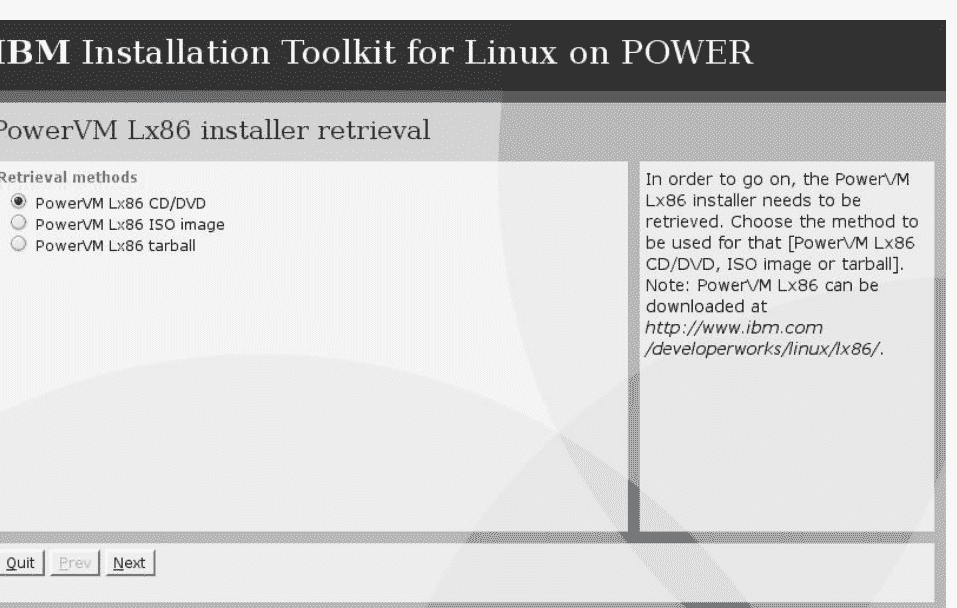 IBM Installation Toolkit for Linux on POWER
PowerVM Lx86 installer retrieval
Retrieval methods
PowerVM Lx86 CD/DVD
PowerVM Lx86 ISO image
PowerVM Lx86 tarball
In order to go on, the PowerVM
Lx86 installer needs to be
retrieved. Choose the method to
be used for that [PowerVM Lx86
CD/DVD, ISO image or tarball].
Note: PowerVM Lx86 can be
downloaded at
http://www.ibm.com
/developerworks/linux/lx86/.
Quit Prev Next